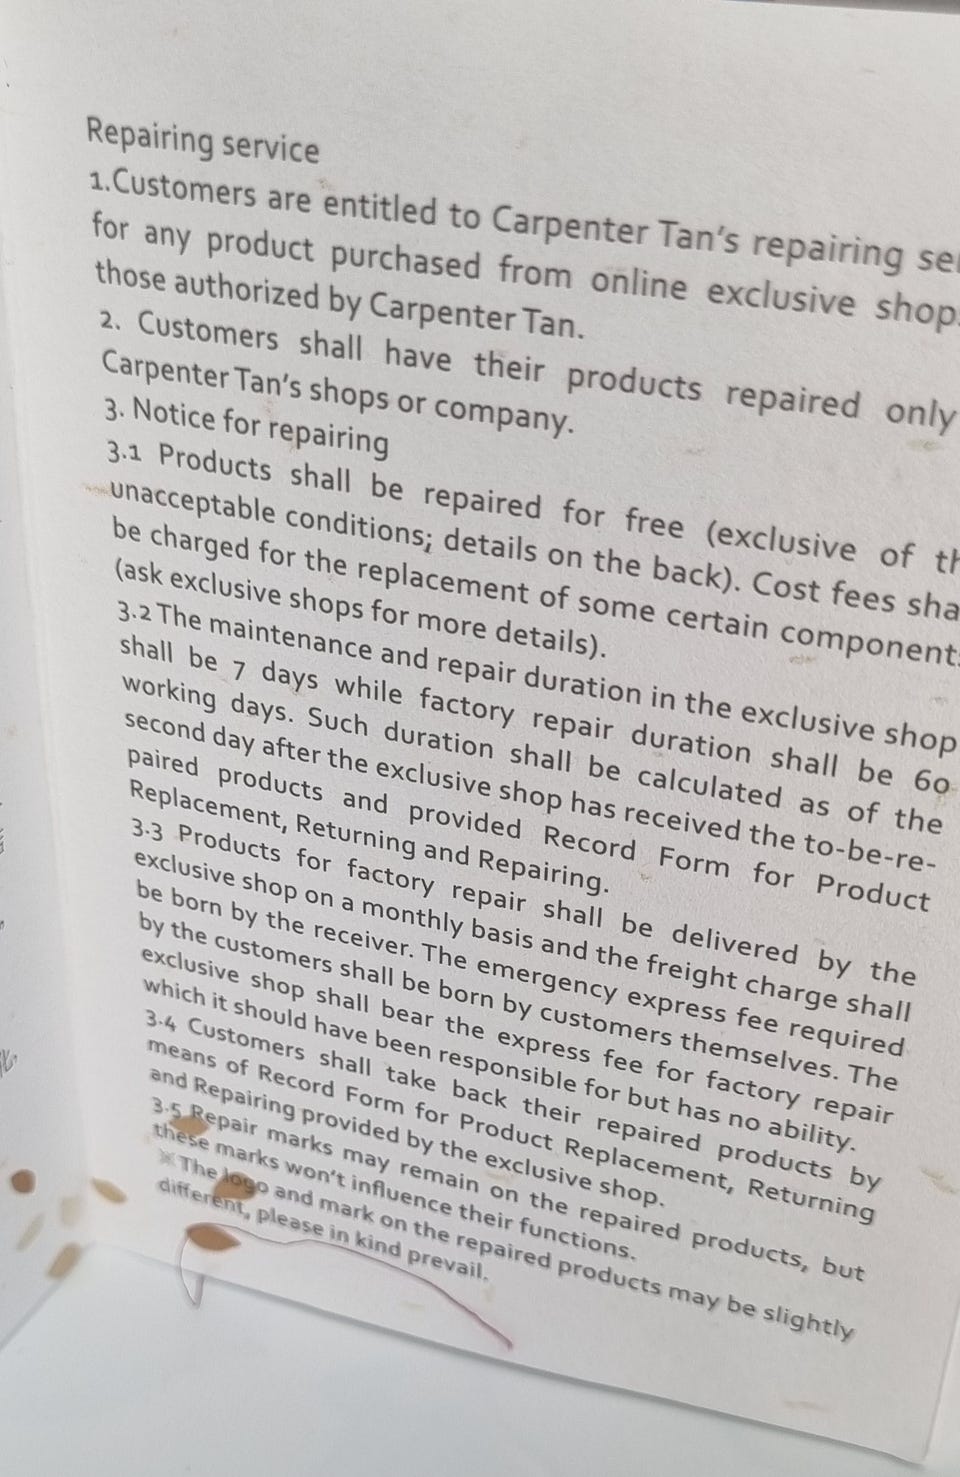 Repairing service
1.Customers are entitled to Carpenter Tan's repairing
for any product purchased from online exclusive
those authorized by Carpenter Tan.
2. Customers shall have their products repaired only
Carpenter Tan's shops or company.
3. Notice for repairing
3.1 Products shall be repaired for free (exclusive of
unacceptable conditions; details on the back). Cost fees
be charged for the replacement of some certain
(ask exclusive shops for more details).
3.2 The maintenance and repair duration in the exclusive shop
shall be 7 days while factory repair duration shall be 60
working days. Such duration shall be calculated as of the
second day after the exclusive shop has received the to-be-re-
paired products and provided Record Form for Product
Replacement, Returning and Repairing.
3.3 Products for factory repair shall be delivered by the
exclusive shop on a monthly basis and the freight charge shall
be born by the receiver. The emergency express fee required
by the customers shall be born by customers themselves. The
exclusive shop shall bear the express fee for factory repair
which it should have been responsible for but has no ability.
3.4 Customers shall take back their repaired products by
means of Record Form for Product Replacement, Returning
and Repairing provided by the exclusive shop.
3.5 Repair marks may remain on the repaired products, but
these marks won't influence their functions.
※The logo and mark on the repaired products may be slightly
different, please in kind prevail.